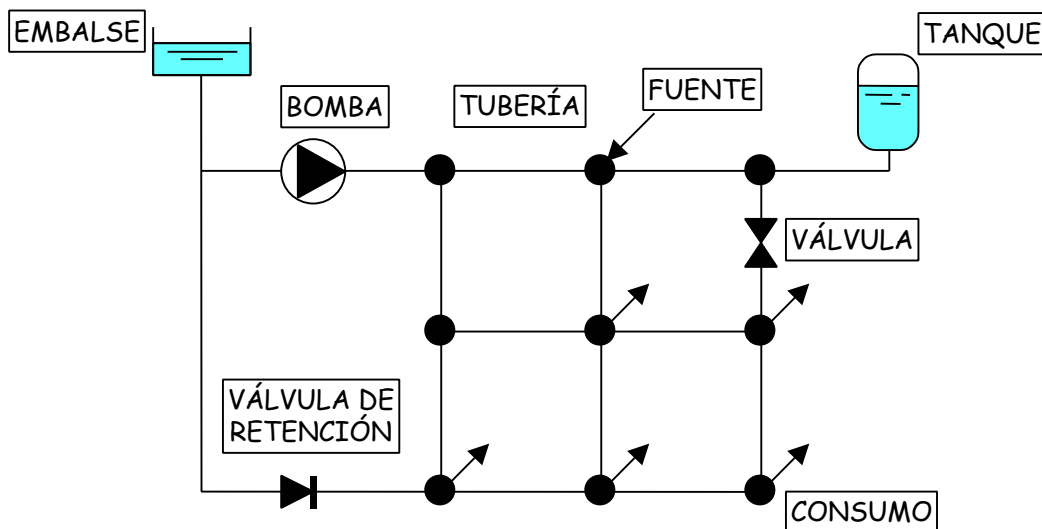 EMBALSE
TANQUE
BOMBA
TUBERÍA
FUENTE
VÁLVULA
VÁLVULA DE
RETENCIÓN
CONSUMO